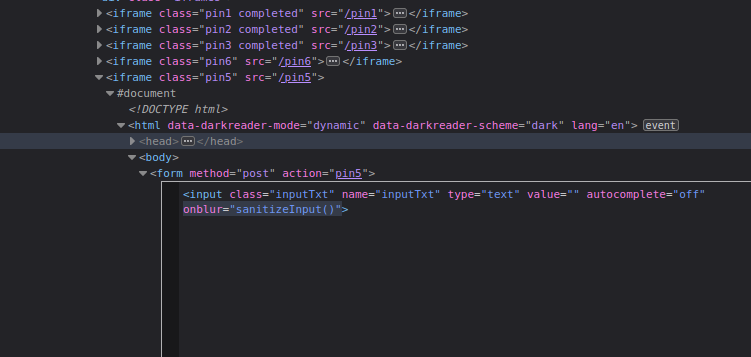 <iframe class="pin1 completed" src="/pin1"></iframe>
<iframe class="pin2 completed" src="/pin2"></iframe>
<iframe class="pin3 completed" src="/pin3"></iframe>
<iframe class="pin6" src="/pin6"></iframe>
<iframe class="pin5" src="/pin5">
#document
<!DOCTYPE html>
<html data-darkreader-mode="dynamic" data-darkreader-scheme="dark" lang="en"> event
<head></head>
<body>
<form method="post" action="pin5">
<input class="inputTxt" name="inputTxt" type="text" value="" autocomplete="off"
onblur="sanitizeInput()">